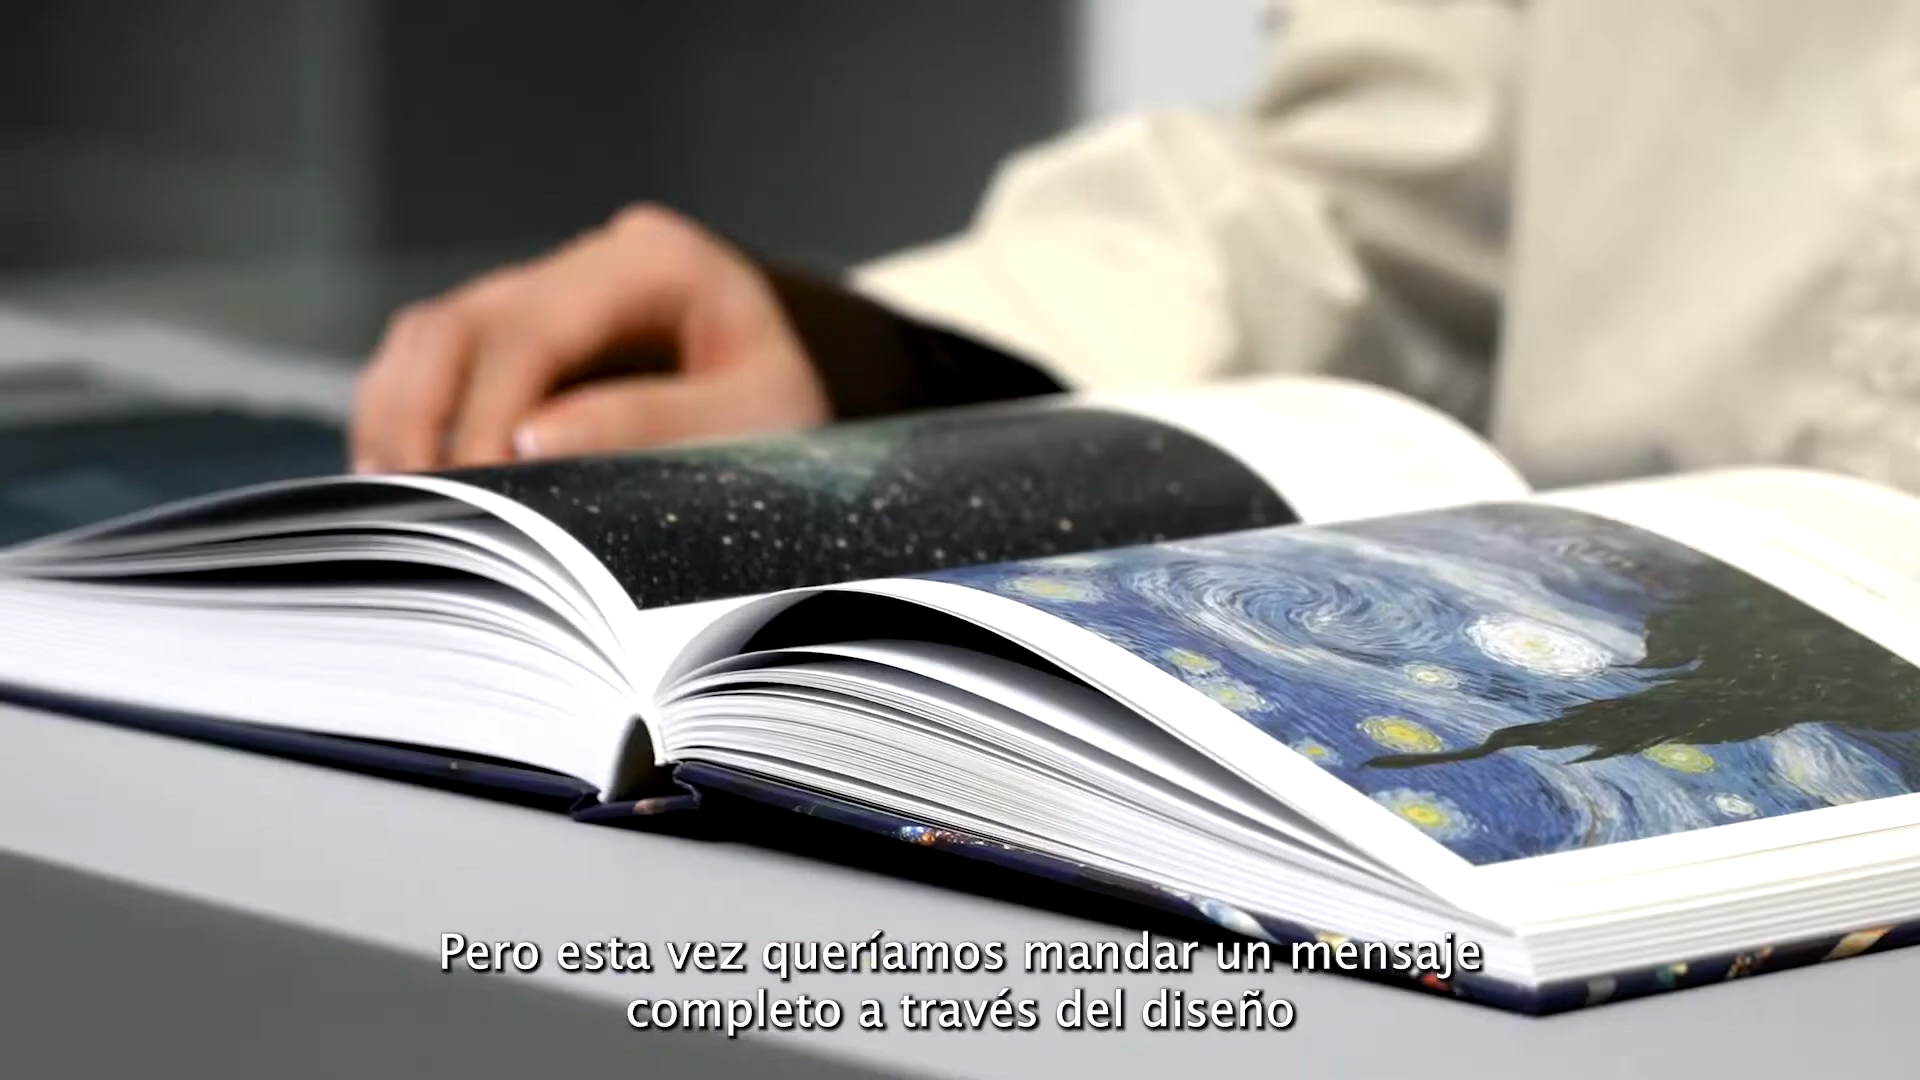 Pero esta vez queríamos mandar un mensaje
completo a través del diseño